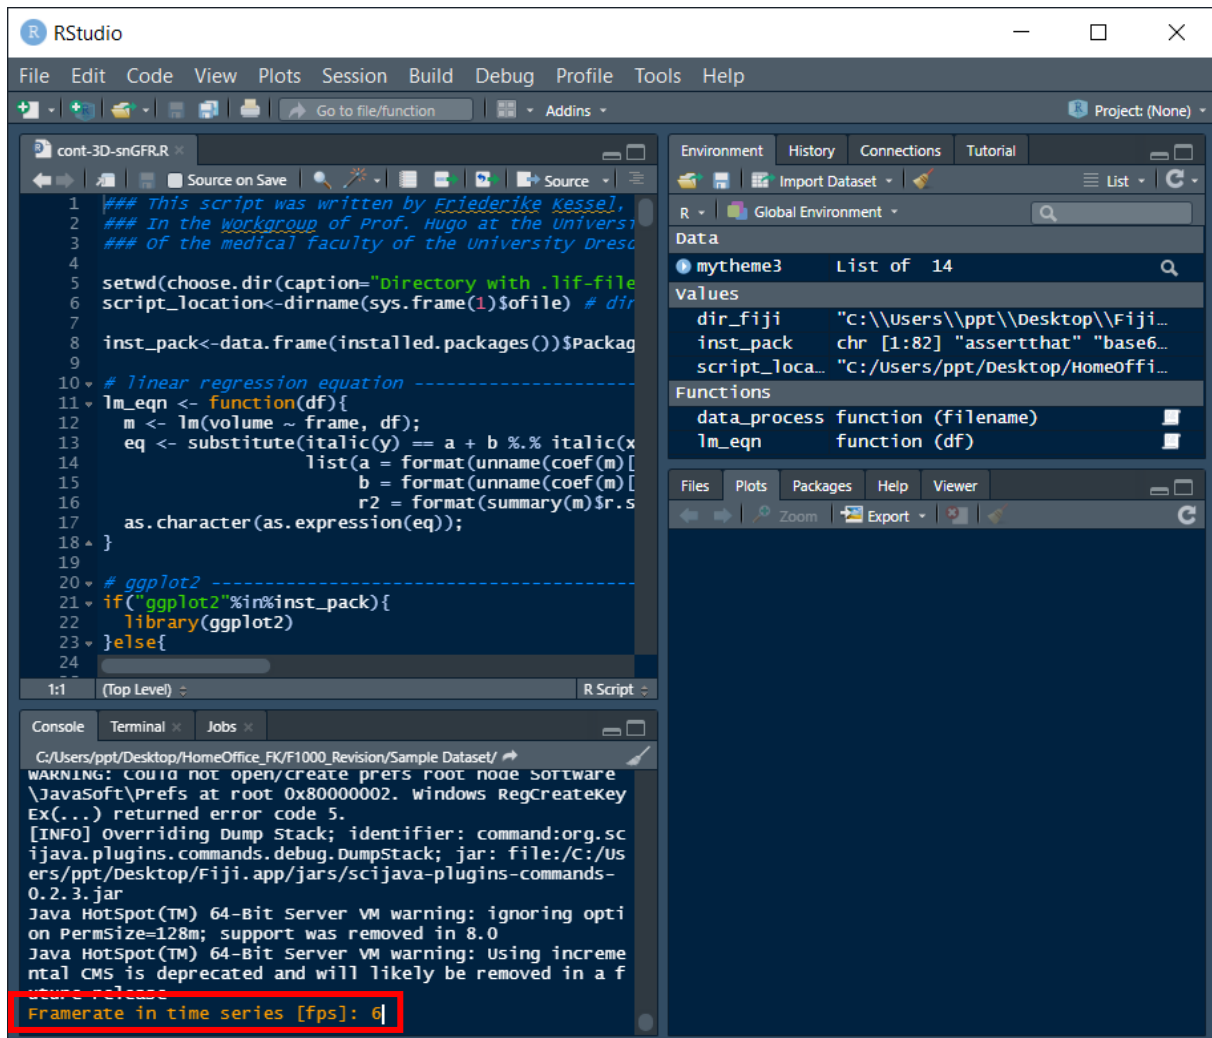 RStudio
File Edit Code View Plots Session Build Debug Profile Tools Help
Go to file/function Addins Project: (None)
cont-3D-snGFR.R
Source on Save Source
1 ### This script was written by Friederike Kessel,
2 ### In the Workgroup of Prof. Hugo at the Universi
3 ### Of the medical faculty of the University Dresd
4
5 setwd(choose.dir(caption="Directory with .lif-file
6 script_location<-dirname(sys.frame(1)$ofile) # dir
7
8 inst_pack<-data.frame(installed.packages())$Packag
9
10 # linear regression equation ----------------------
11 lm_eqn <- function(df){
12 m <- lm(volume ~ frame, df);
13 eq <- substitute(italic(y) == a + b %.% italic(x
14 list(a = format(unname(coef(m)[
15 b = format(unname(coef(m)[
16 r2 = format(summary(m)$r.s
17 as.character(as.expression(eq));
18 }
19
20 # ggplot2 ------------------------------------------
21 if("ggplot2"%in%inst_pack){
22 library(ggplot2)
23 }else{
24
1:1 (Top Level) R Script
Console Terminal Jobs
C:/Users/ppt/Desktop/HomeOffice_FK/F1000_Revision/Sample Dataset/
WARNING: Could not open/create prefs root node Software
\JavaSoft\Prefs at root 0x80000002. Windows RegCreateKey
Ex(...) returned error code 5.
[INFO] Overriding Dump Stack; identifier: command:org.sc
ijava.plugins.commands.debug.DumpStack; jar: file:/C:/Us
ers/ppt/Desktop/Fiji.app/jars/scijava-plugins-commands-
0.2.3.jar
Java HotSpot(TM) 64-Bit Server VM warning: ignoring opti
on PermSize=128m; support was removed in 8.0
Java HotSpot(TM) 64-Bit Server VM warning: Using increme
ntal CMS is deprecated and will likely be removed in a f
uture release
Framerate in time series [fps]: 6
Environment History Connections Tutorial
Import Dataset List
R Global Environment
Data
mytheme3 List of 14
Values
dir_fiji "C:\\Users\\ppt\\Desktop\\Fiji…
inst_pack chr [1:82] "assertthat" "base6…
script_loca… "C:/Users/ppt/Desktop/HomeOffi…
Functions
data_process function (filename)
lm_eqn function (df)
Files Plots Packages Help Viewer
Zoom Export